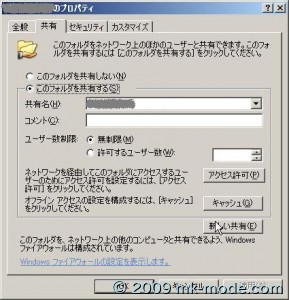 のプロパティ
全般 共有 セキュリティ カスタマイズ
このフォルダをネットワーク上のほかのユーザーと共有できます。このフォ
ルダを共有するには [このフォルダを共有する] をクリックしてください。
このフォルダを共有しない(N)
このフォルダを共有する(S)
共有名(H):
コメント(C):
ユーザー数制限:
無制限(M)
許可するユーザー数(W):
ネットワークを経由してこのフォルダにアクセスするユー
ザーのためにアクセス許可を設定するには、[アクセス
許可] をクリックしてください。
アクセス許可(P)
オフライン アクセスの設定を構成するには、[キャッシュ]
をクリックしてください。
キャッシュ(G)
新しい共有(E)
このフォルダを、ネットワーク上の他のコンピュータと共有できるよう、Windows
ファイアウォールは構成されています。
Windows ファイアウォールの設定を表示します。
© 2009 mk-mode.com